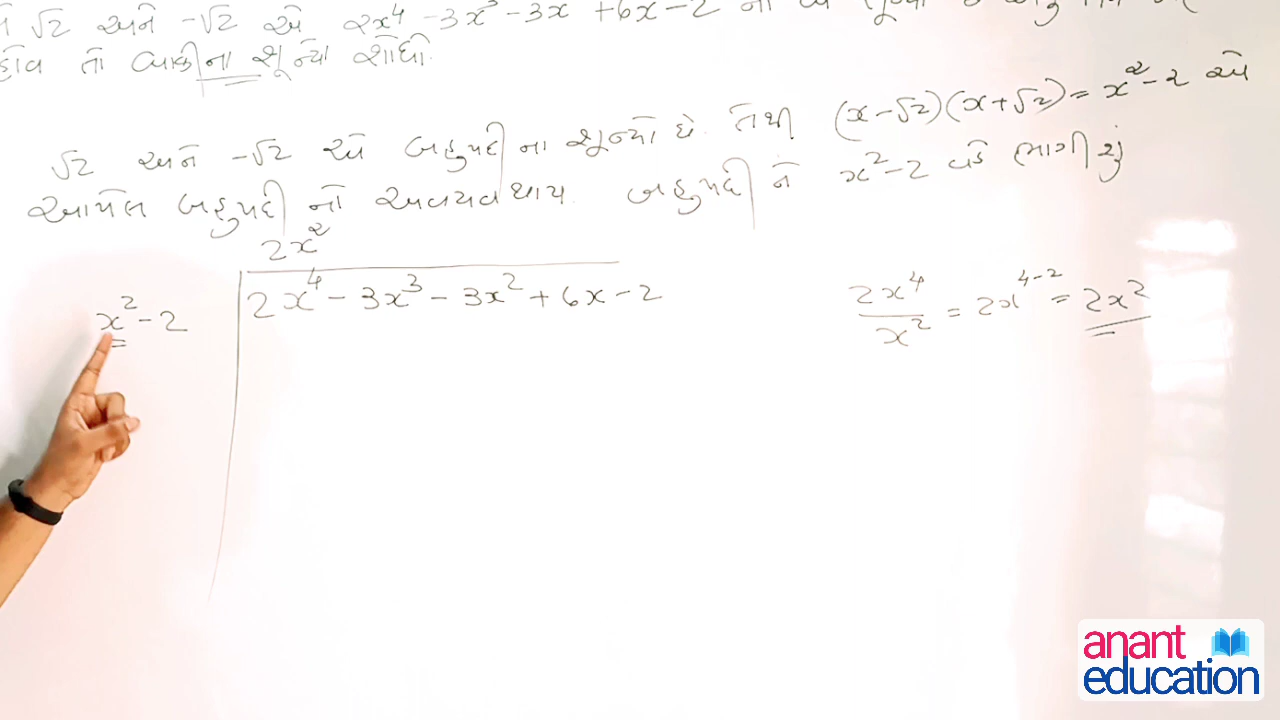 √2 અને -√2 એ 2x⁴ - 3x³ - 3x + 6x - 2 ના
હોય તો બાકીના શૂન્યો શોધો.
√2 અને -√2 એ બહુપદી ના શૂન્યો છે. તેથી (x-√2)(x+√2) = x² - 2 એ
આપેલ બહુપદી નો અવયવ થાય. બહુપદી ને x² - 2 વડે ભાગીશું
2x²
x² - 2 2x⁴ - 3x³ - 3x² + 6x - 2
2x⁴/x² = 2x⁴⁻² = 2x²
anant
education